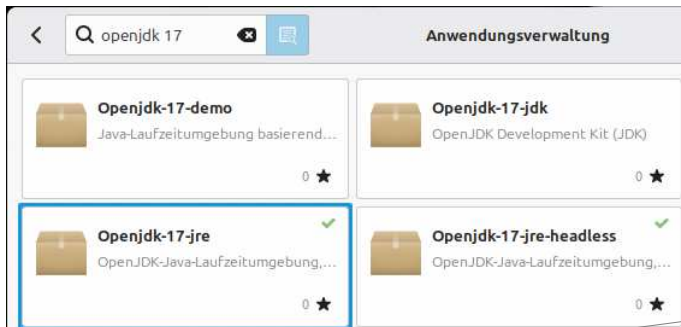 openjdk 17
Anwendungsverwaltung
Openjdk-17-demo
Java-Laufzeitumgebung basierend...
0
Openjdk-17-jdk
OpenJDK Development Kit (JDK)
0
Openjdk-17-jre
OpenJDK-Java-Laufzeitumgebung,...
0
Openjdk-17-jre-headless
OpenJDK-Java-Laufzeitumgebung,...
0